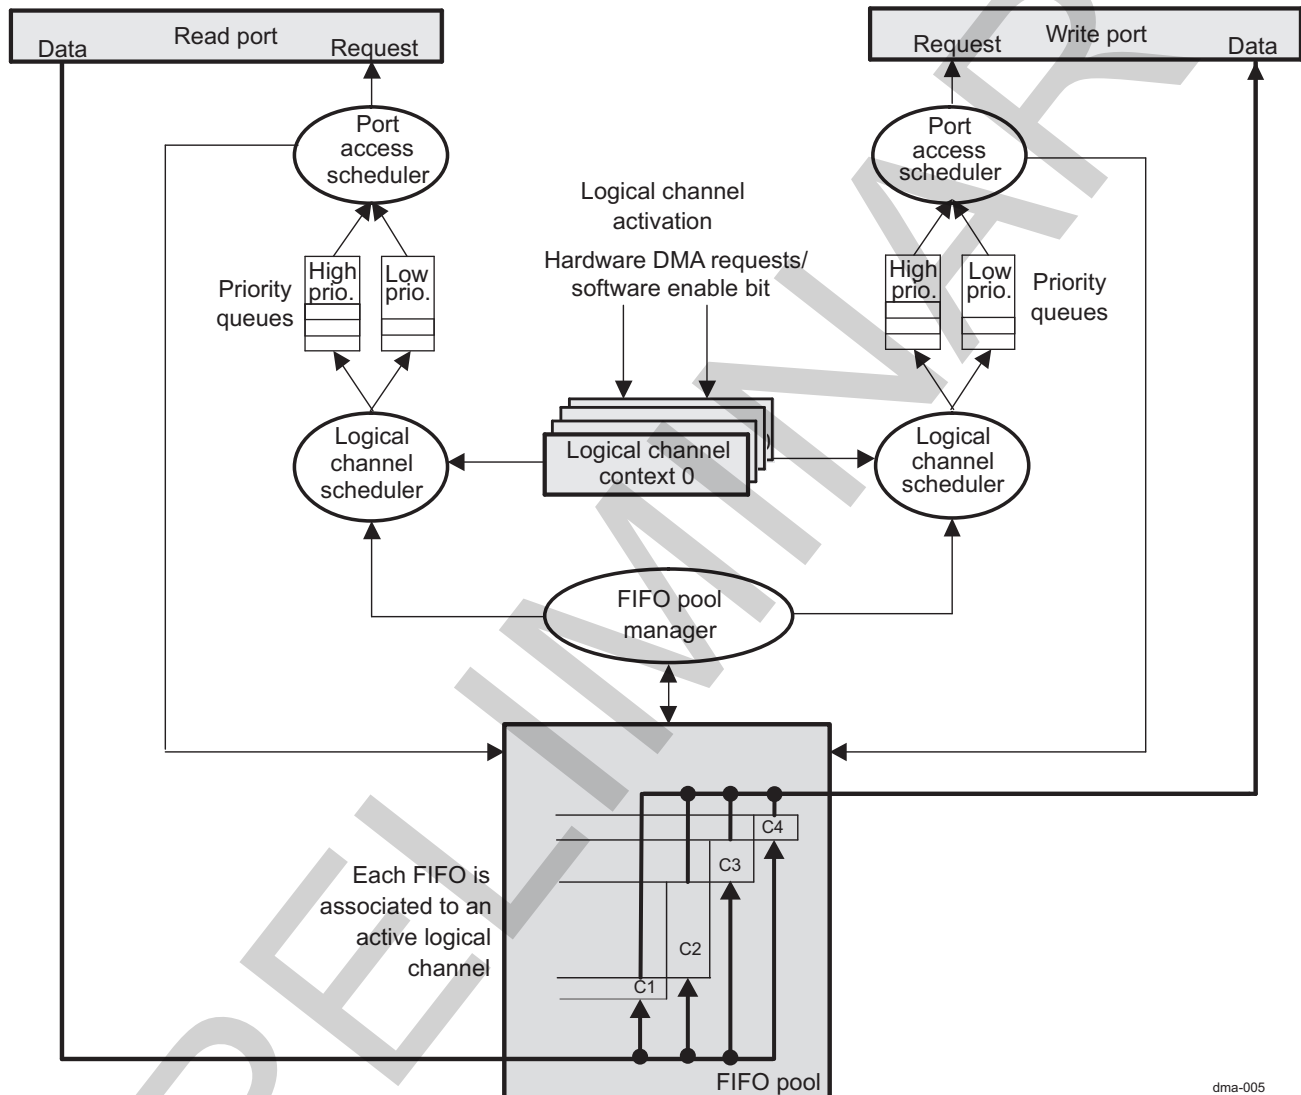 Read port
Data
Request
Write port
Request
Data
Port
access
scheduler
Port
access
scheduler
Logical channel
activation
Hardware DMA requests/
software enable bit
Priority
queues
High
prio.
Low
prio.
High
prio.
Low
prio.
Priority
queues
Logical
channel
scheduler
Logical channel
context 0
Logical
channel
scheduler
FIFO pool
manager
Each FIFO is
associated to an
active logical
channel
C4
C3
C2
C1
FIFO pool
dma-005
PRELIMINARY